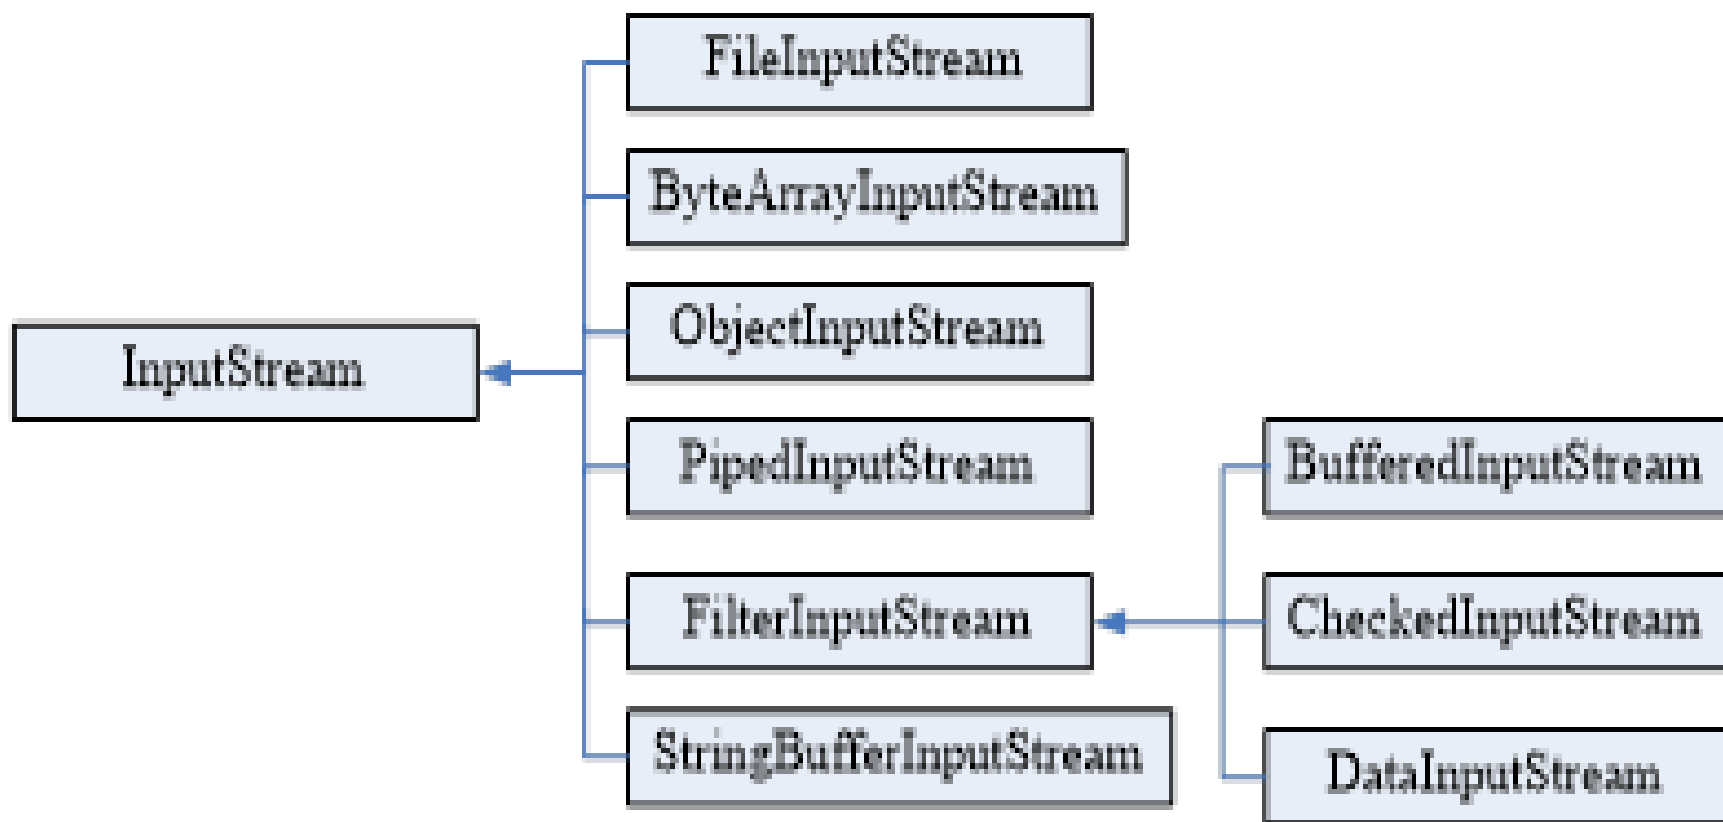 FileInputStream
ByteArrayInputStream
ObjectInputStream
InputStream
PipedInputStream
BufferedInputStream
FilterInputStream
CheckedInputStream
StringBufferInputStream
DataInputStream